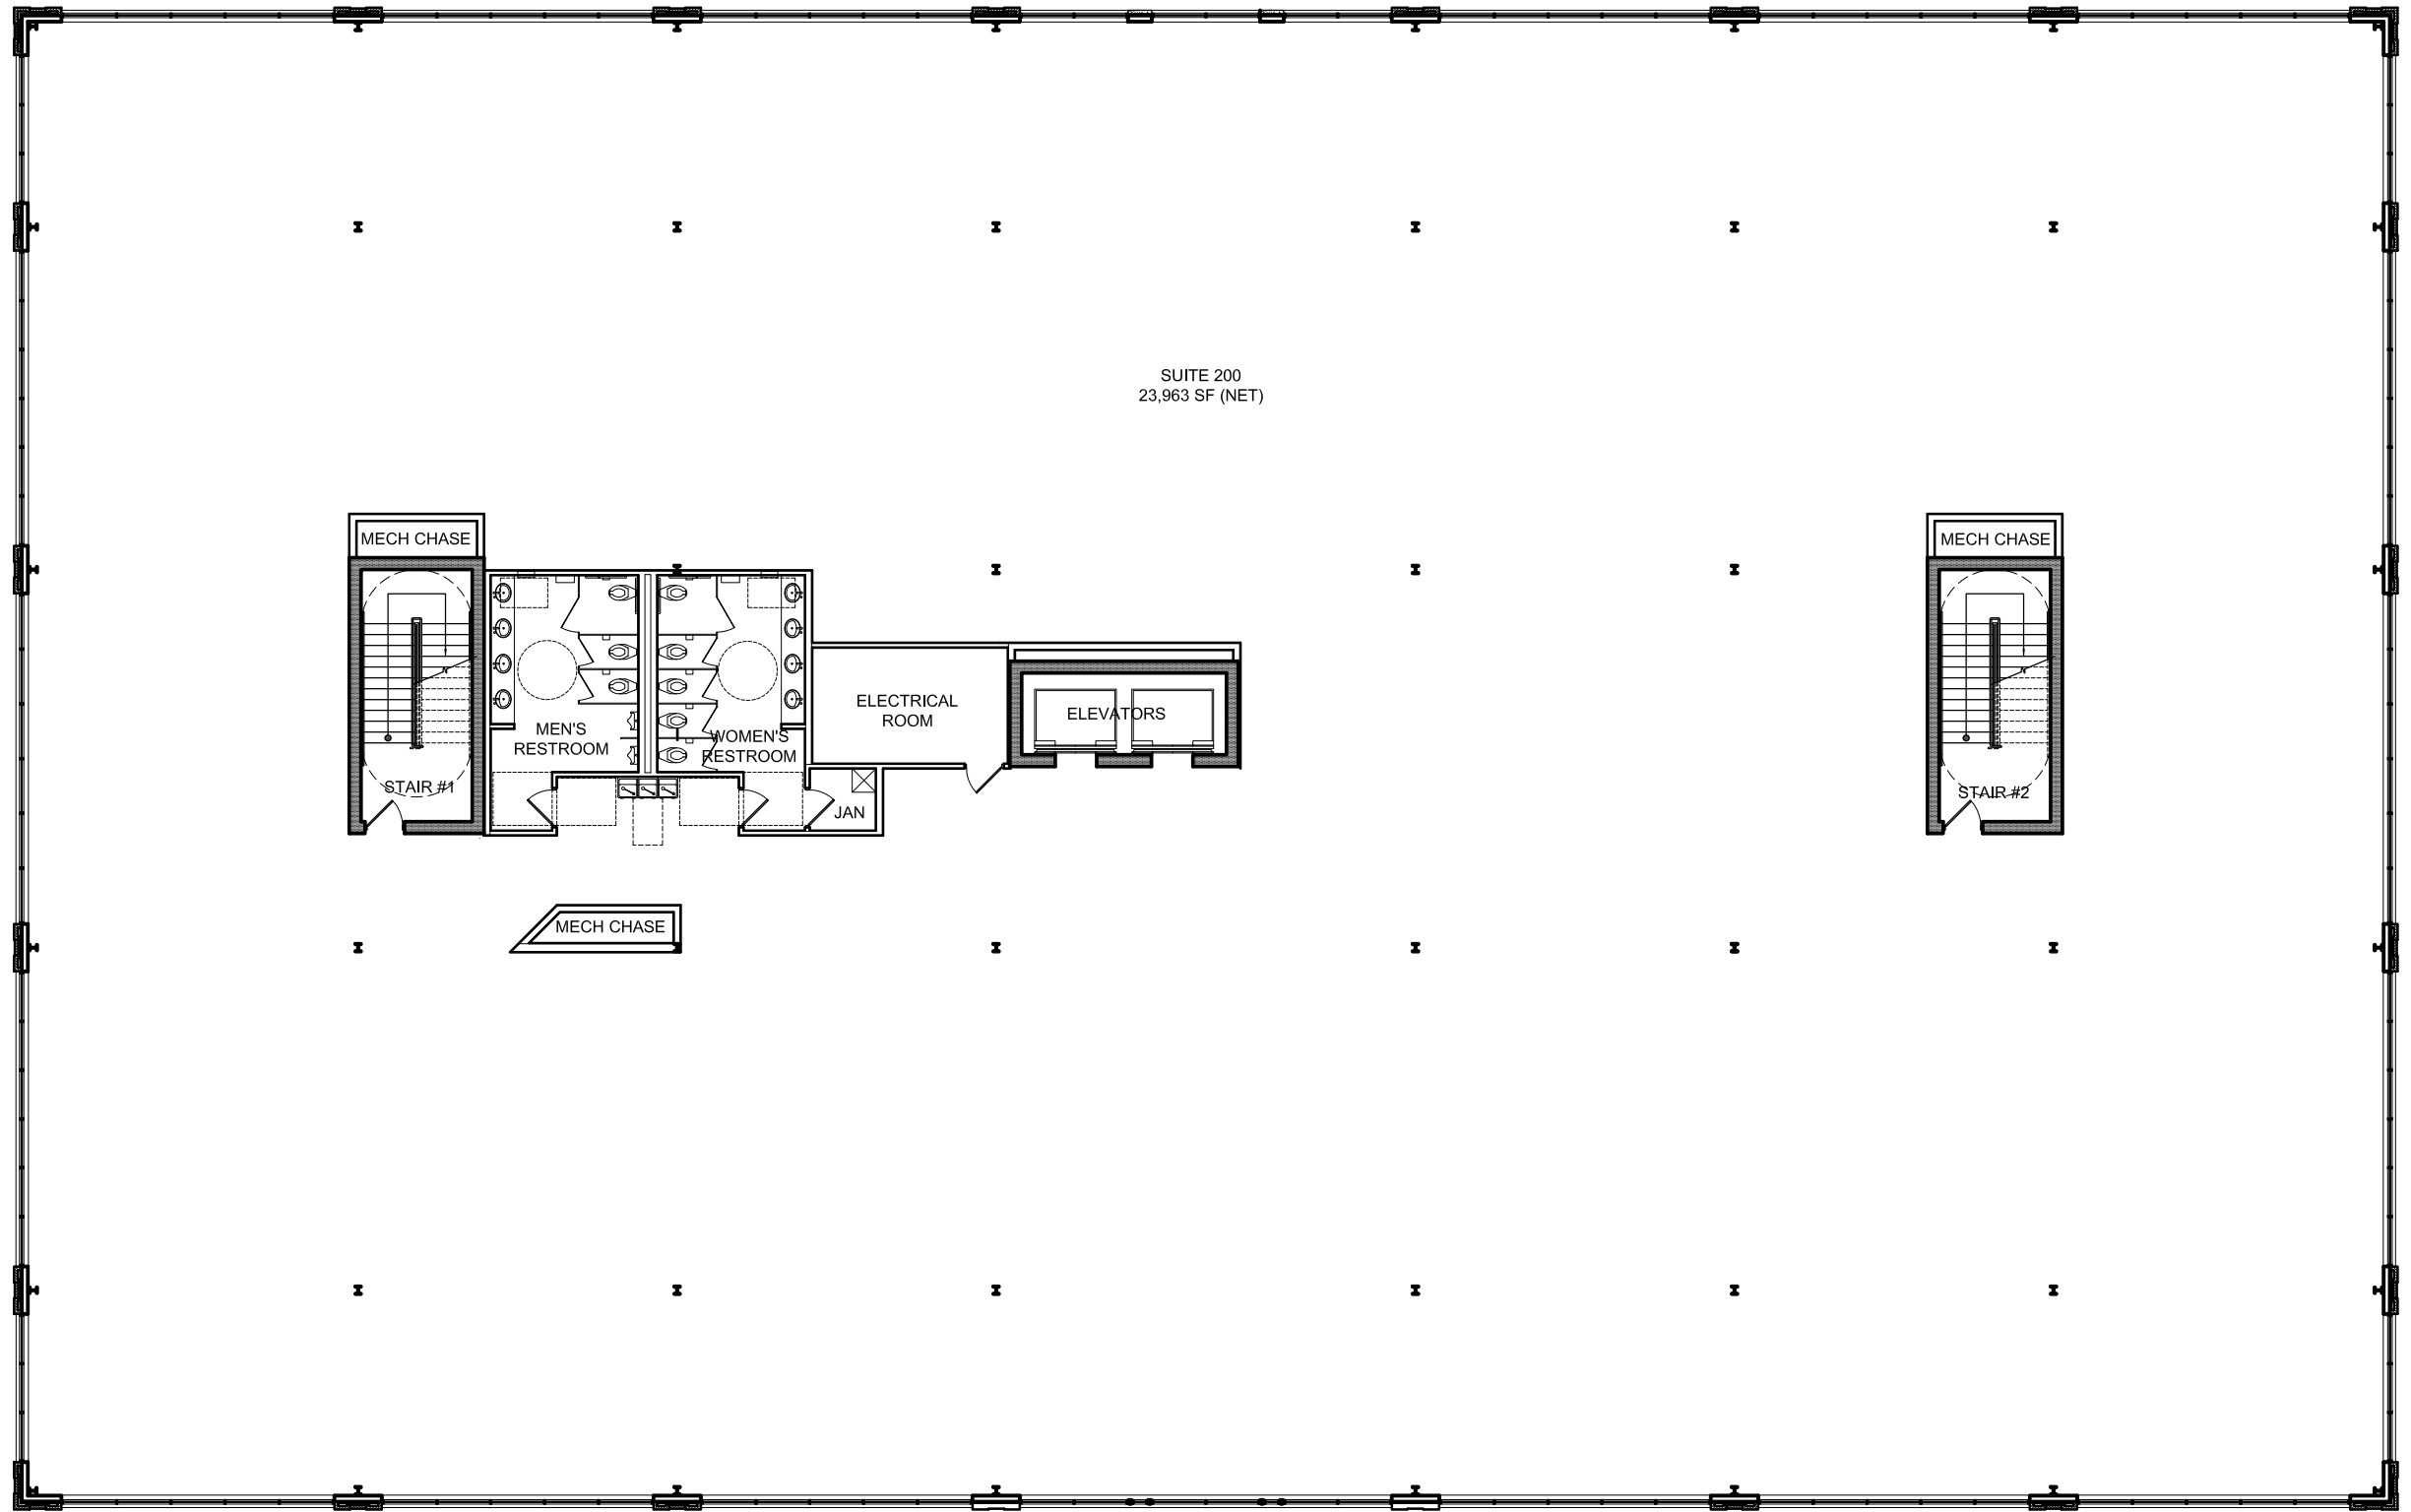 SUITE 200
23,963 SF (NET)
MECH CHASE
MECH CHASE
ELECTRICAL
ROOM
ELEVATORS
MEN'S
RESTROOM
WOMEN'S
RESTROOM
STAIR #1
JAN
STAIR #2
MECH CHASE